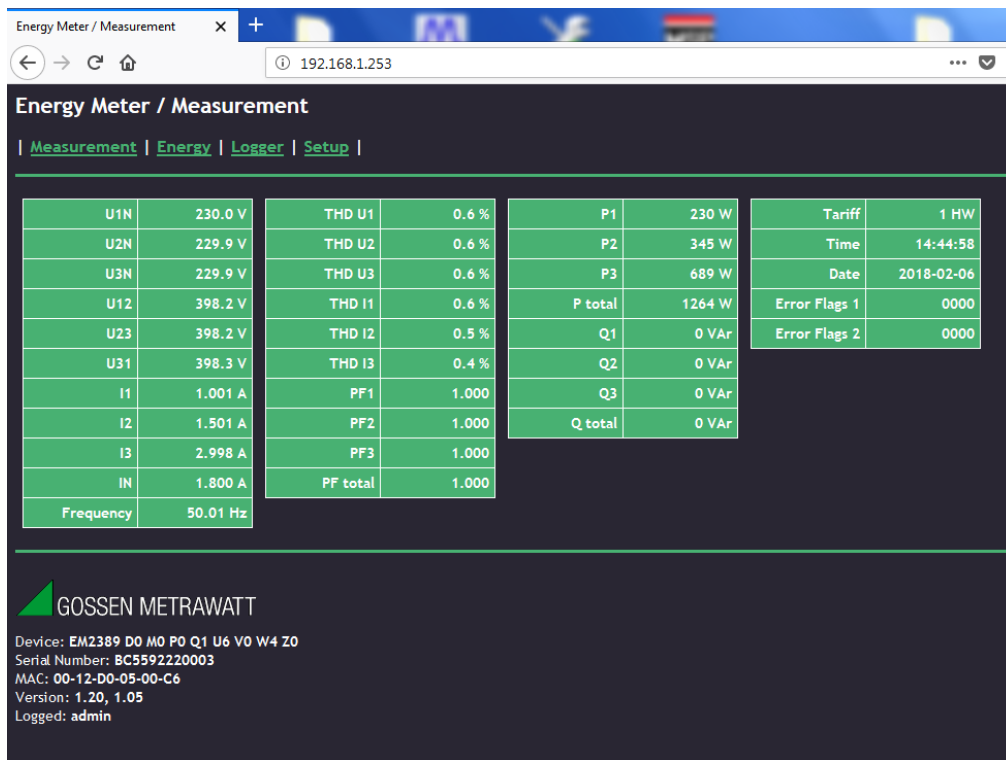 Energy Meter / Measurement
192.168.1.253
Energy Meter / Measurement
| Measurement | Energy | Logger | Setup |
U1N 230.0 V THD U1 0.6 % P1 230 W Tariff 1 HW
U2N 229.9 V THD U2 0.6 % P2 345 W Time 14:44:58
U3N 229.9 V THD U3 0.6 % P3 689 W Date 2018-02-06
U12 398.2 V THD I1 0.6 % P total 1264 W Error Flags 1 0000
U23 398.2 V THD I2 0.5 % Q1 0 VAr Error Flags 2 0000
U31 398.3 V THD I3 0.4 % Q2 0 VAr
I1 1.001 A PF1 1.000 Q3 0 VAr
I2 1.501 A PF2 1.000 Q total 0 VAr
I3 2.998 A PF3 1.000
IN 1.800 A PF total 1.000
Frequency 50.01 Hz
GOSSEN METRAWATT
Device: EM2389 D0 M0 P0 Q1 U6 V0 W4 Z0
Serial Number: BC5592220003
MAC: 00-12-D0-05-00-C6
Version: 1.20, 1.05
Logged: admin